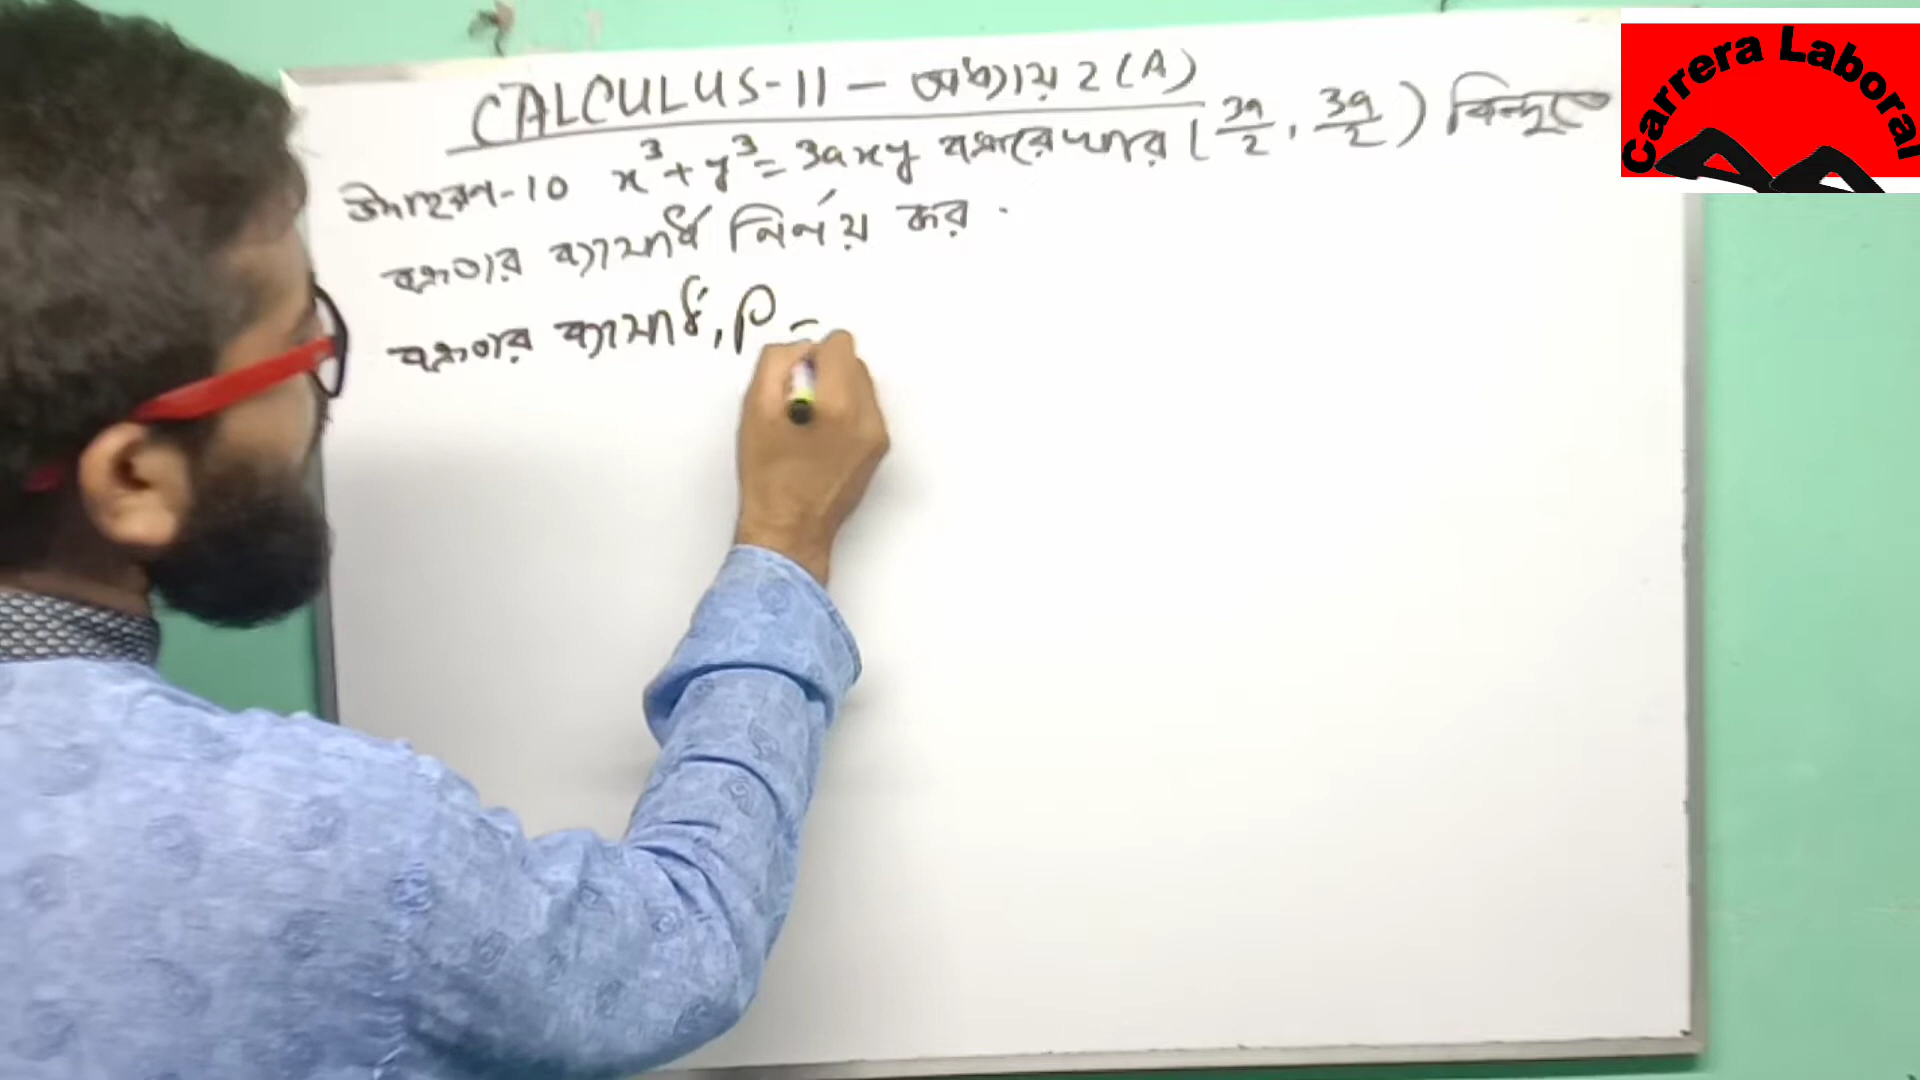 CALCULUS-II – অধ্যায় 2 (A)
উদাহরণ-10 x³ + y³ = 3axy বক্ররেখার (3a/2, 3a/2) বিন্দুতে
বক্রতার ব্যাসার্ধ নির্ণয় কর.
বক্রতার ব্যাসার্ধ, ρ =
Carrera Laboral